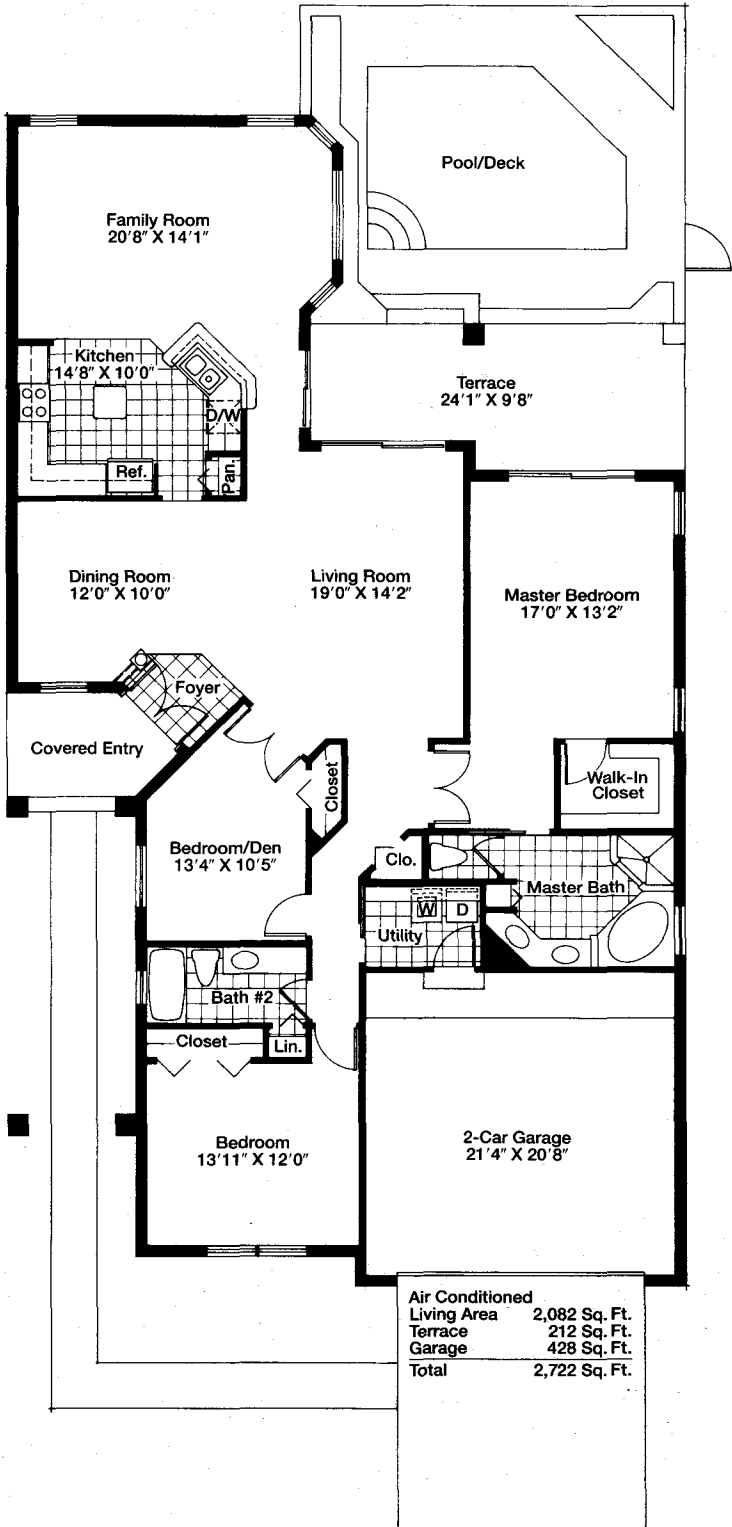 Pool/Deck
Family Room
20'8" X 14'1"
Kitchen
14'8" X 10'0"
D/W
Ref.
Pan.
Terrace
24'1" X 9'8"
Dining Room
12'0" X 10'0"
Living Room
19'0" X 14'2"
Master Bedroom
17'0" X 13'2"
Foyer
Covered Entry
Closet
Walk-In
Closet
Bedroom/Den
13'4" X 10'5"
Clo.
Master Bath
W
D
Utility
Bath #2
Closet
Lin.
Bedroom
13'11" X 12'0"
2-Car Garage
21'4" X 20'8"
Air Conditioned
Living Area 2,082 Sq. Ft.
Terrace 212 Sq. Ft.
Garage 428 Sq. Ft.
Total 2,722 Sq. Ft.